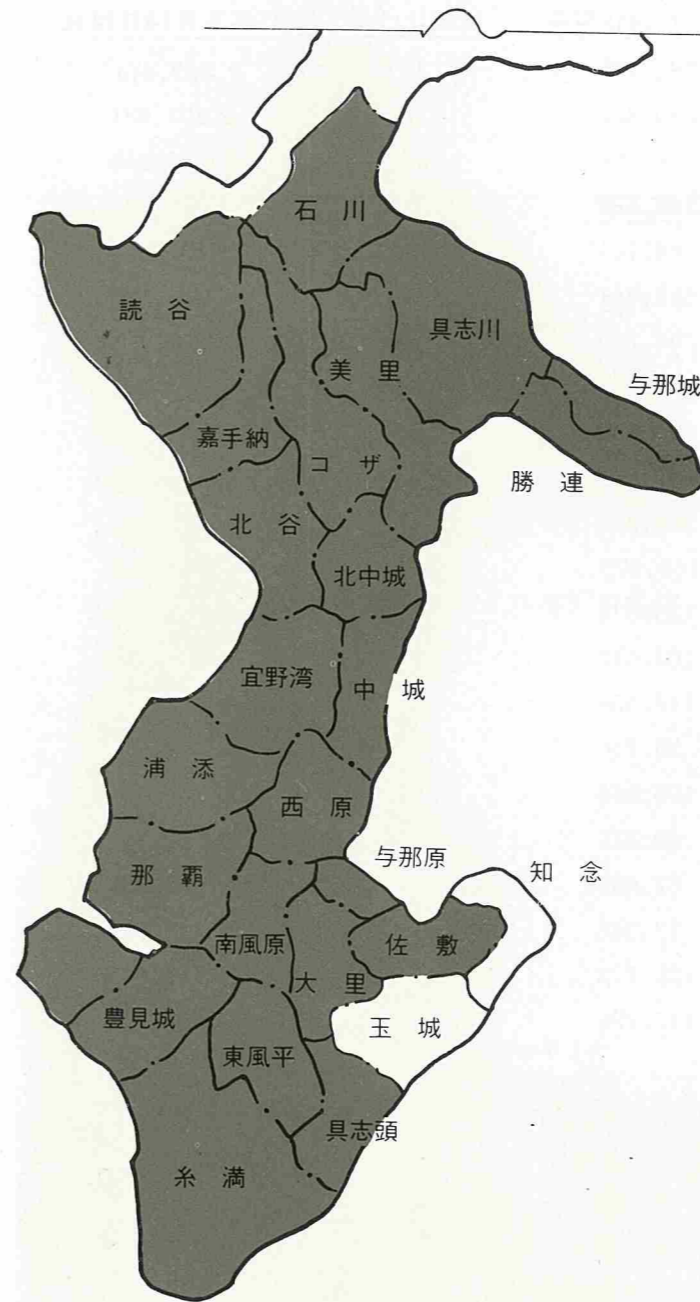 石川
読谷
具志川
美里
与那城
嘉手納
コザ
勝連
北谷
北中城
宜野湾
中城
浦添
西原
与那原
那覇
知念
南風原
佐敷
大里
豊見城
玉城
東風平
具志頭
糸満